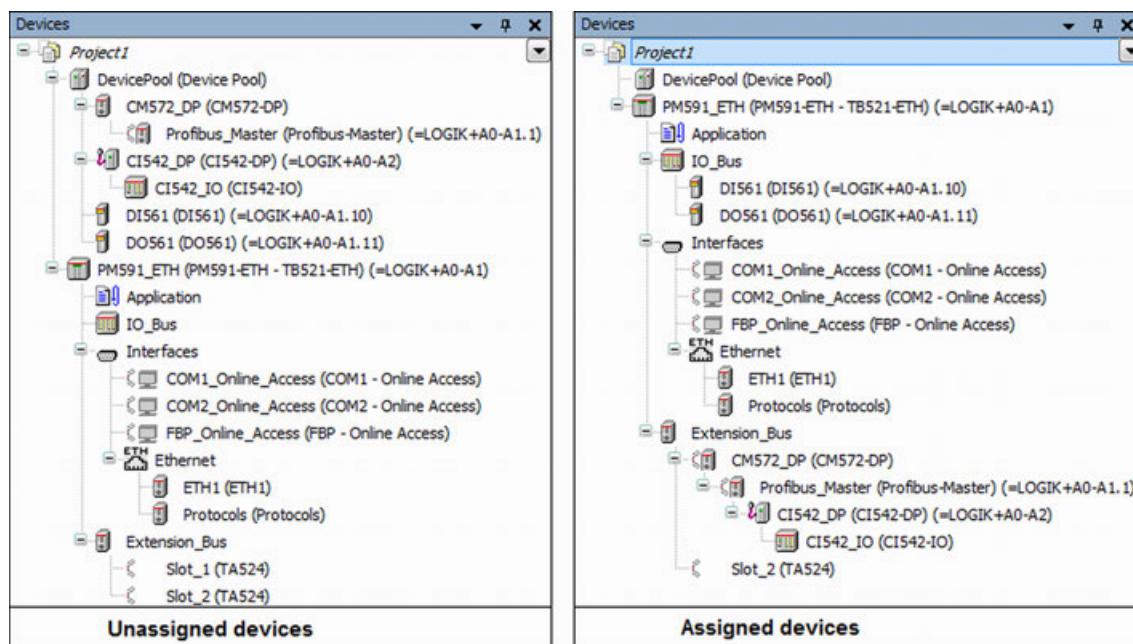 Devices
Project1
DevicePool (Device Pool)
CM572_DP (CM572-DP)
Profibus_Master (Profibus-Master) (=LOGIK+A0-A1.1)
CI542_DP (CI542-DP) (=LOGIK+A0-A2)
CI542_IO (CI542-IO)
DI561 (DI561) (=LOGIK+A0-A1.10)
DO561 (DO561) (=LOGIK+A0-A1.11)
PM591_ETH (PM591-ETH - TB521-ETH) (=LOGIK+A0-A1)
Application
IO_Bus
Interfaces
COM1_Online_Access (COM1 - Online Access)
COM2_Online_Access (COM2 - Online Access)
FBP_Online_Access (FBP - Online Access)
ETH Ethernet
ETH1 (ETH1)
Protocols (Protocols)
Extension_Bus
Slot_1 (TA524)
Slot_2 (TA524)
Unassigned devices
Devices
Project1
DevicePool (Device Pool)
PM591_ETH (PM591-ETH - TB521-ETH) (=LOGIK+A0-A1)
Application
IO_Bus
DI561 (DI561) (=LOGIK+A0-A1.10)
DO561 (DO561) (=LOGIK+A0-A1.11)
Interfaces
COM1_Online_Access (COM1 - Online Access)
COM2_Online_Access (COM2 - Online Access)
FBP_Online_Access (FBP - Online Access)
ETH Ethernet
ETH1 (ETH1)
Protocols (Protocols)
Extension_Bus
CM572_DP (CM572-DP)
Profibus_Master (Profibus-Master) (=LOGIK+A0-A1.1)
CI542_DP (CI542-DP) (=LOGIK+A0-A2)
CI542_IO (CI542-IO)
Slot_2 (TA524)
Assigned devices